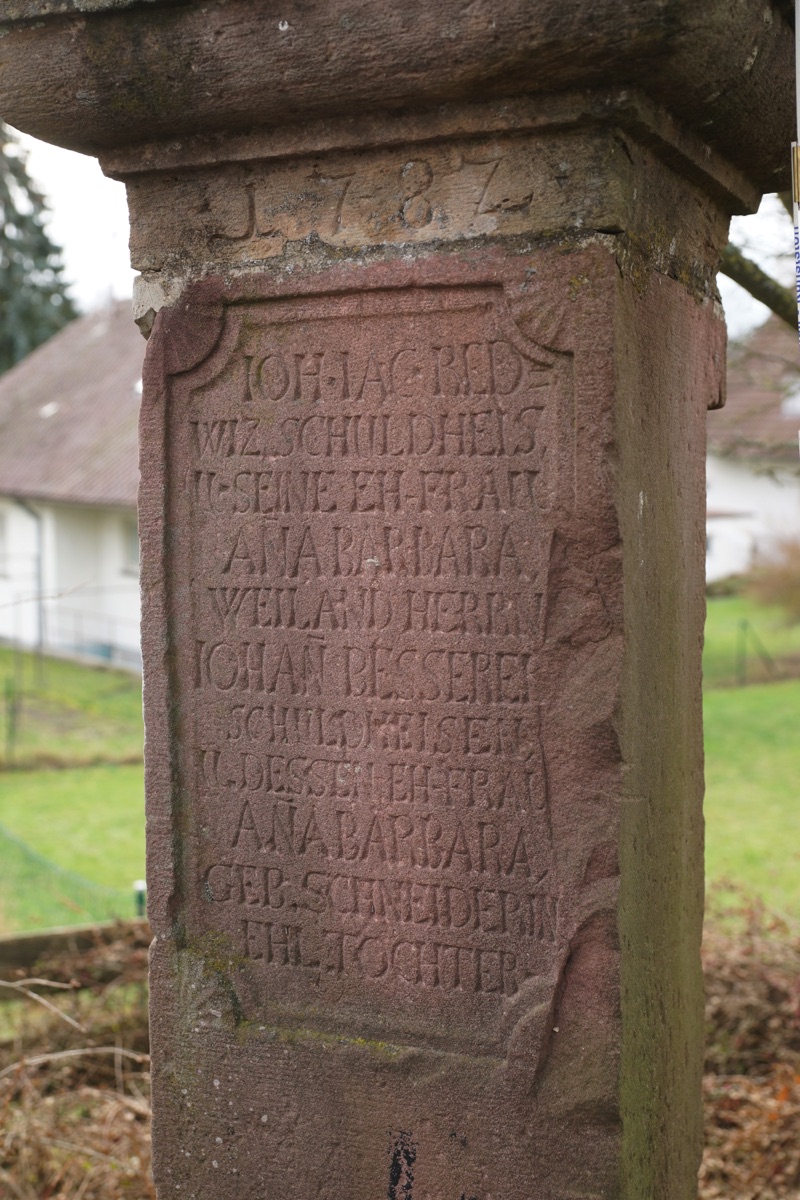 1787
IOH·IAC·RED=
WIZ, SCHULDHEIS,
U·SEINE EH-FRAU
AÑA BARBARA,
WEILAND HERRN
IOHAÑ BESSERER
SCHULDHEISEN,
U. DESSEN EH-FRAU
AÑA BARBARA,
GEB. SCHNEIDERIN
EHL. TOCHTER